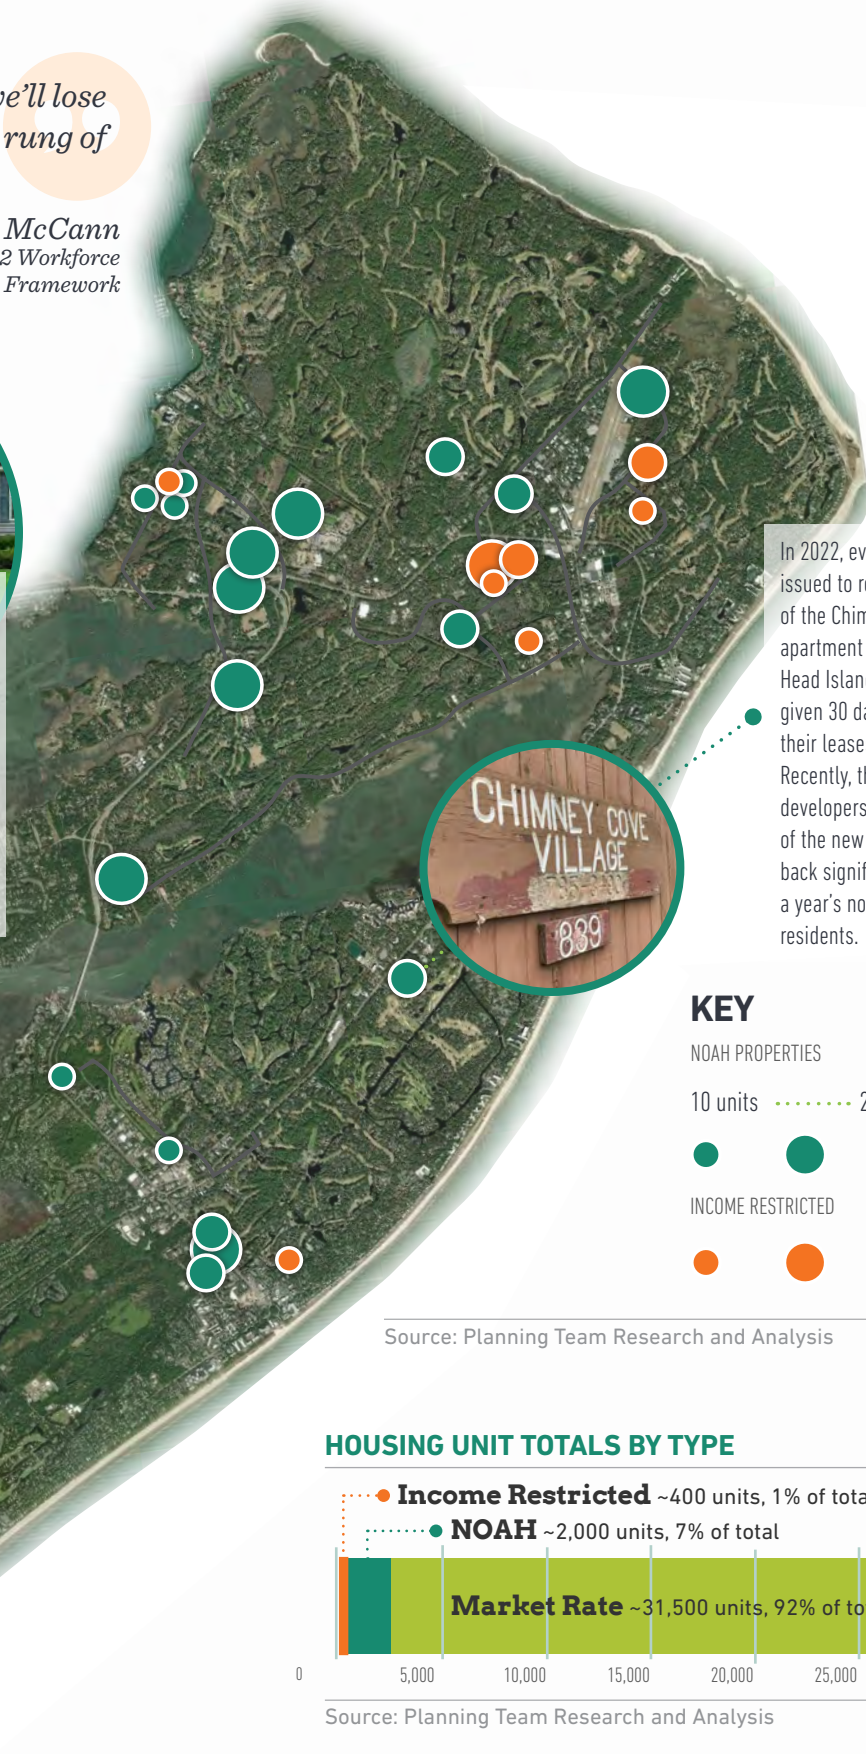 we'll lose
rung of
McCann
2 Workforce
Framework
In 2022, ev
issued to r
of the Chim
apartment
Head Islan
given 30 da
their lease
Recently, t
developers
of the new
back signif
a year's no
residents.
CHIMNEY COVE
VILLAGE
839
KEY
NOAH PROPERTIES
10 units 2
INCOME RESTRICTED
Source: Planning Team Research and Analysis
HOUSING UNIT TOTALS BY TYPE
Income Restricted ~400 units, 1% of tota
NOAH ~2,000 units, 7% of total
Market Rate ~31,500 units, 92% of to
0 5,000 10,000 15,000 20,000 25,000
Source: Planning Team Research and Analysis